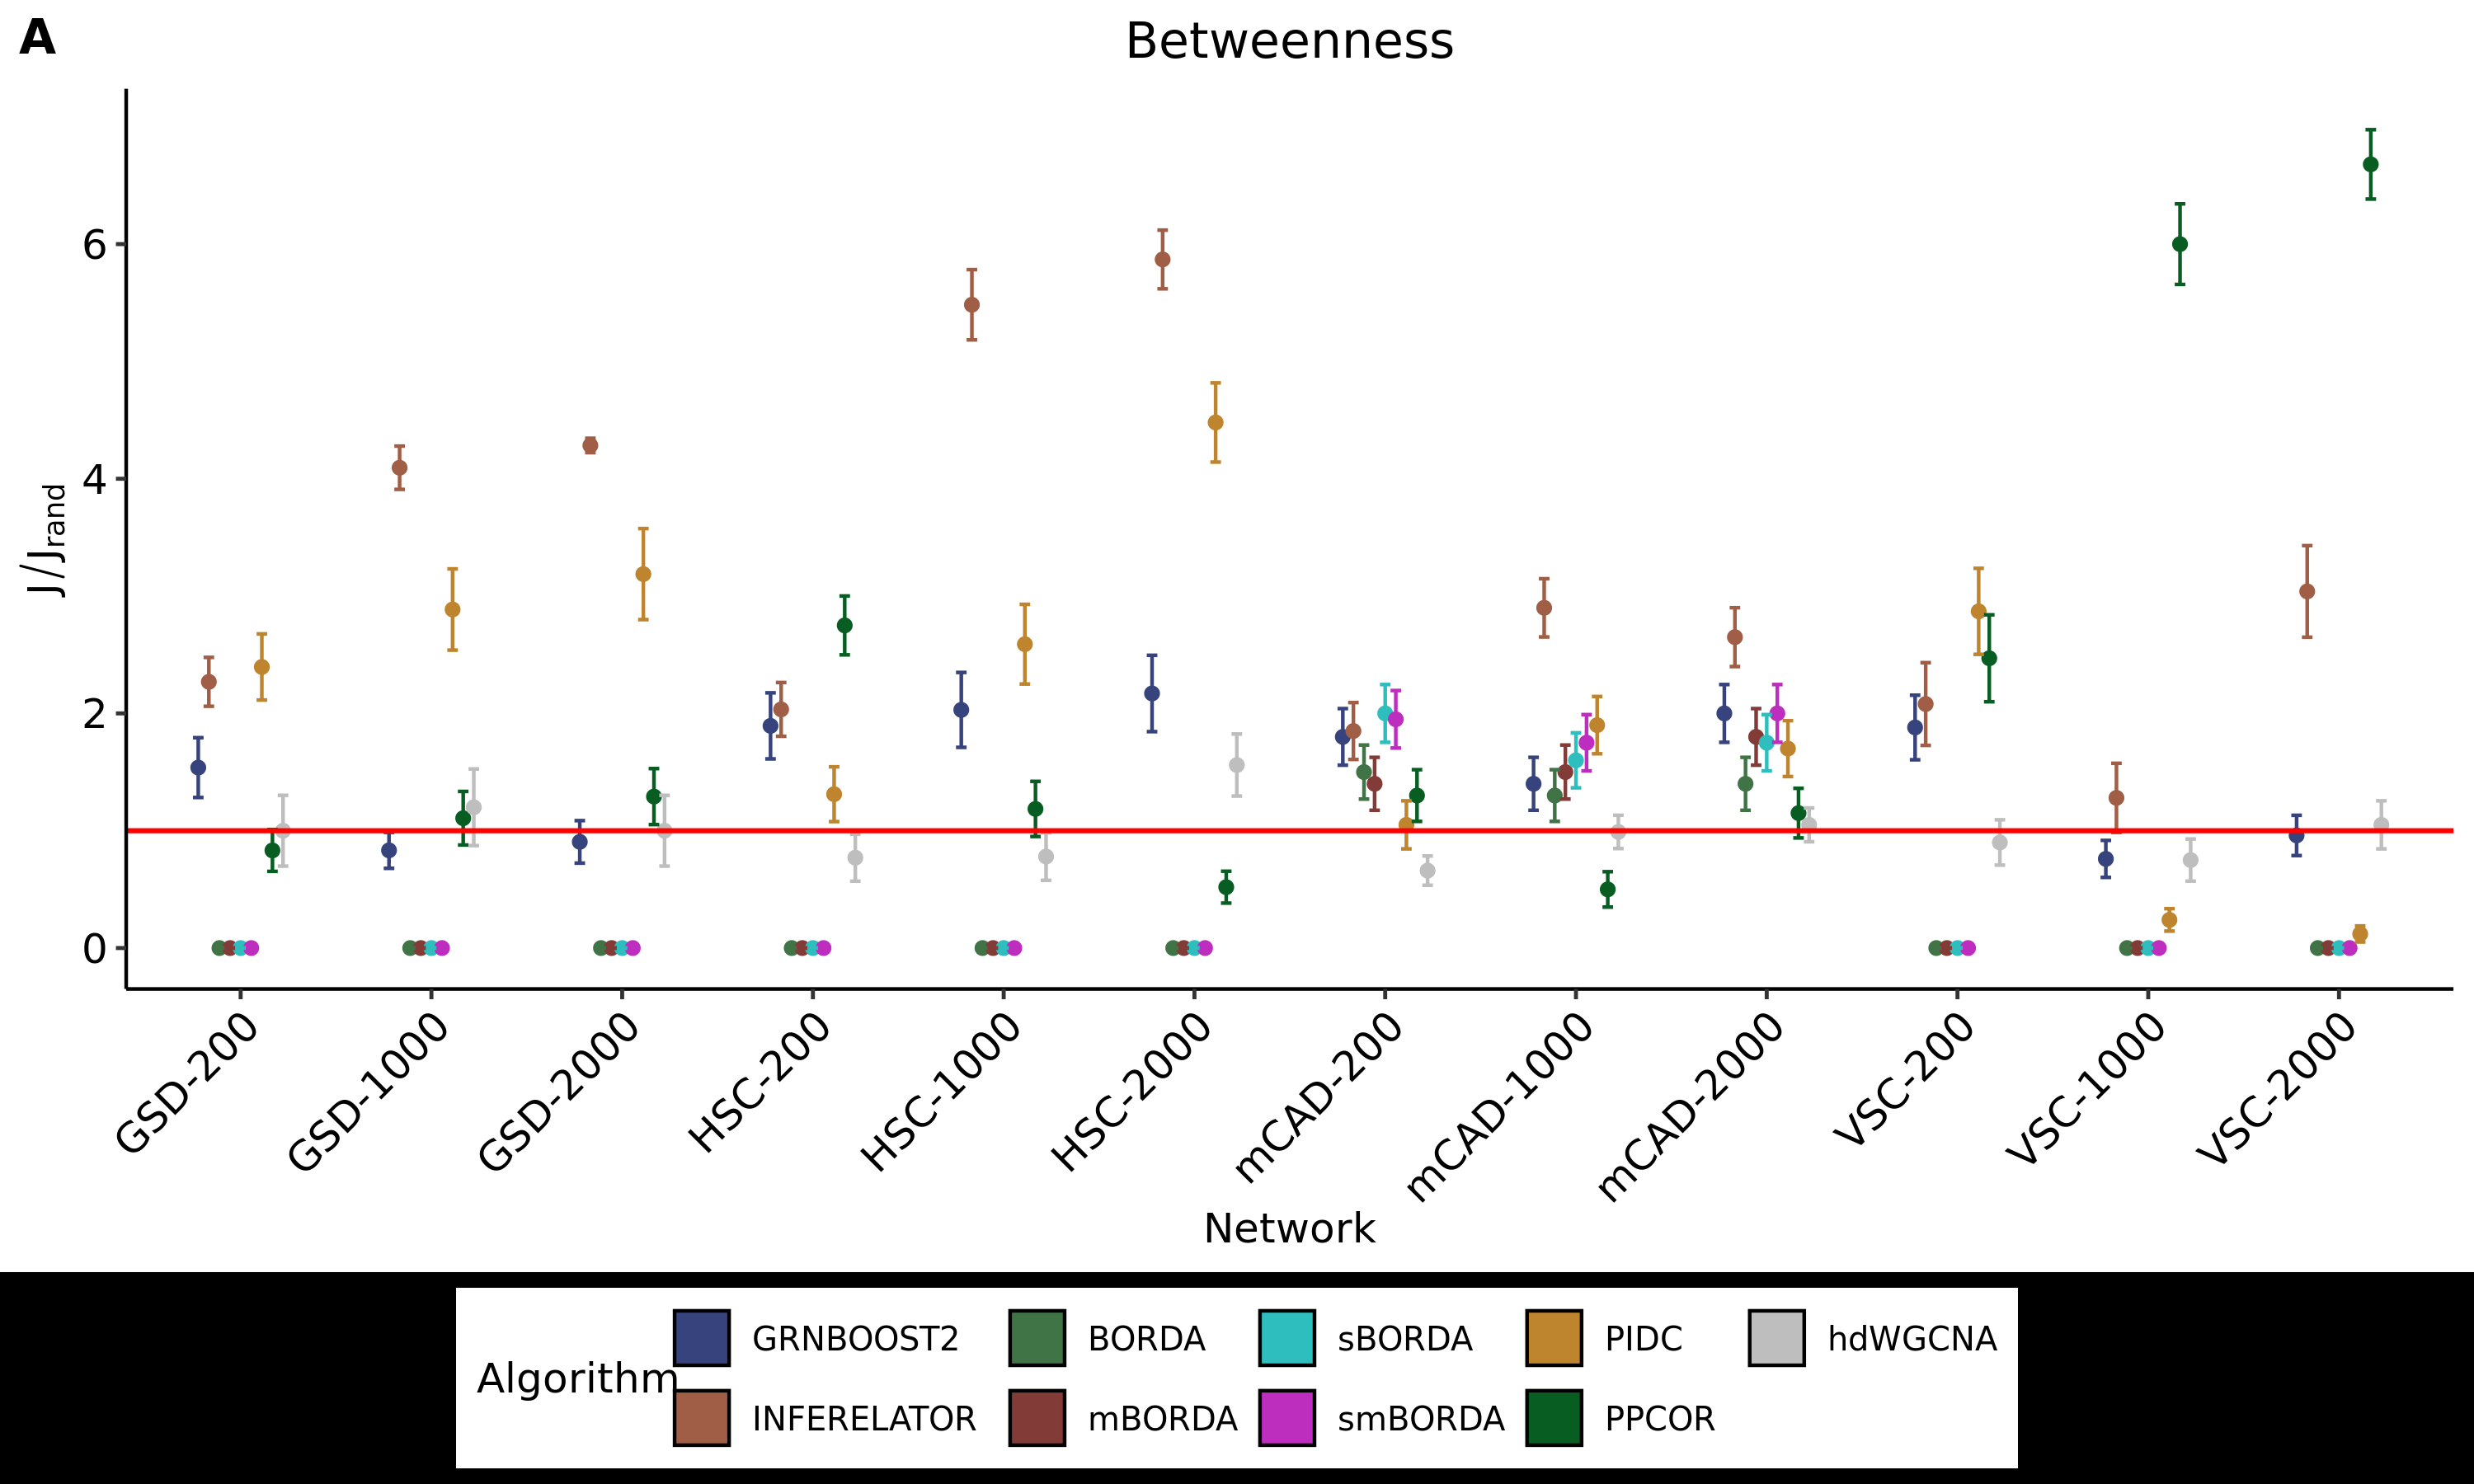 A
Betweenness
J/Jrand
6
4
2
0
GSD-200
GSD-1000
GSD-2000
HSC-200
HSC-1000
HSC-2000
mCAD-200
mCAD-1000
mCAD-2000
VSC-200
VSC-1000
VSC-2000
Network
Algorithm
GRNBOOST2
BORDA
sBORDA
PIDC
hdWGCNA
INFERELATOR
mBORDA
smBORDA
PPCOR